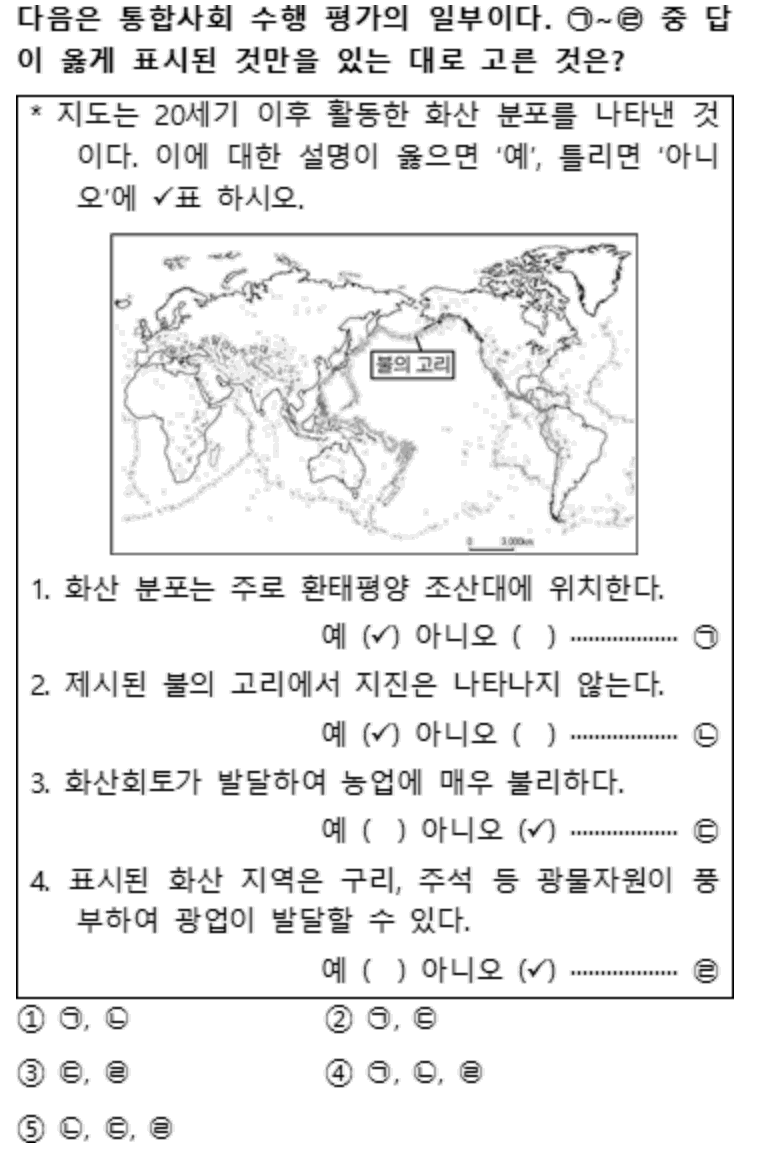 다음은 통합사회 수행 평가의 일부이다. ㉠~㉣ 중 답
이 옳게 표시된 것만을 있는 대로 고른 것은?
* 지도는 20세기 이후 활동한 화산 분포를 나타낸 것
이다. 이에 대한 설명이 옳으면 ‘예’, 틀리면 ‘아니
오’에 ✓표 하시오.
불의 고리
0 3,000km
1. 화산 분포는 주로 환태평양 조산대에 위치한다.
예 (✓) 아니오 ( ) ·················· ㉠
2. 제시된 불의 고리에서 지진은 나타나지 않는다.
예 (✓) 아니오 ( ) ·················· ㉡
3. 화산회토가 발달하여 농업에 매우 불리하다.
예 ( ) 아니오 (✓) ·················· ㉢
4. 표시된 화산 지역은 구리, 주석 등 광물자원이 풍
부하여 광업이 발달할 수 있다.
예 ( ) 아니오 (✓) ·················· ㉣
① ㉠, ㉡ ② ㉠, ㉢
③ ㉢, ㉣ ④ ㉠, ㉡, ㉣
⑤ ㉡, ㉢, ㉣